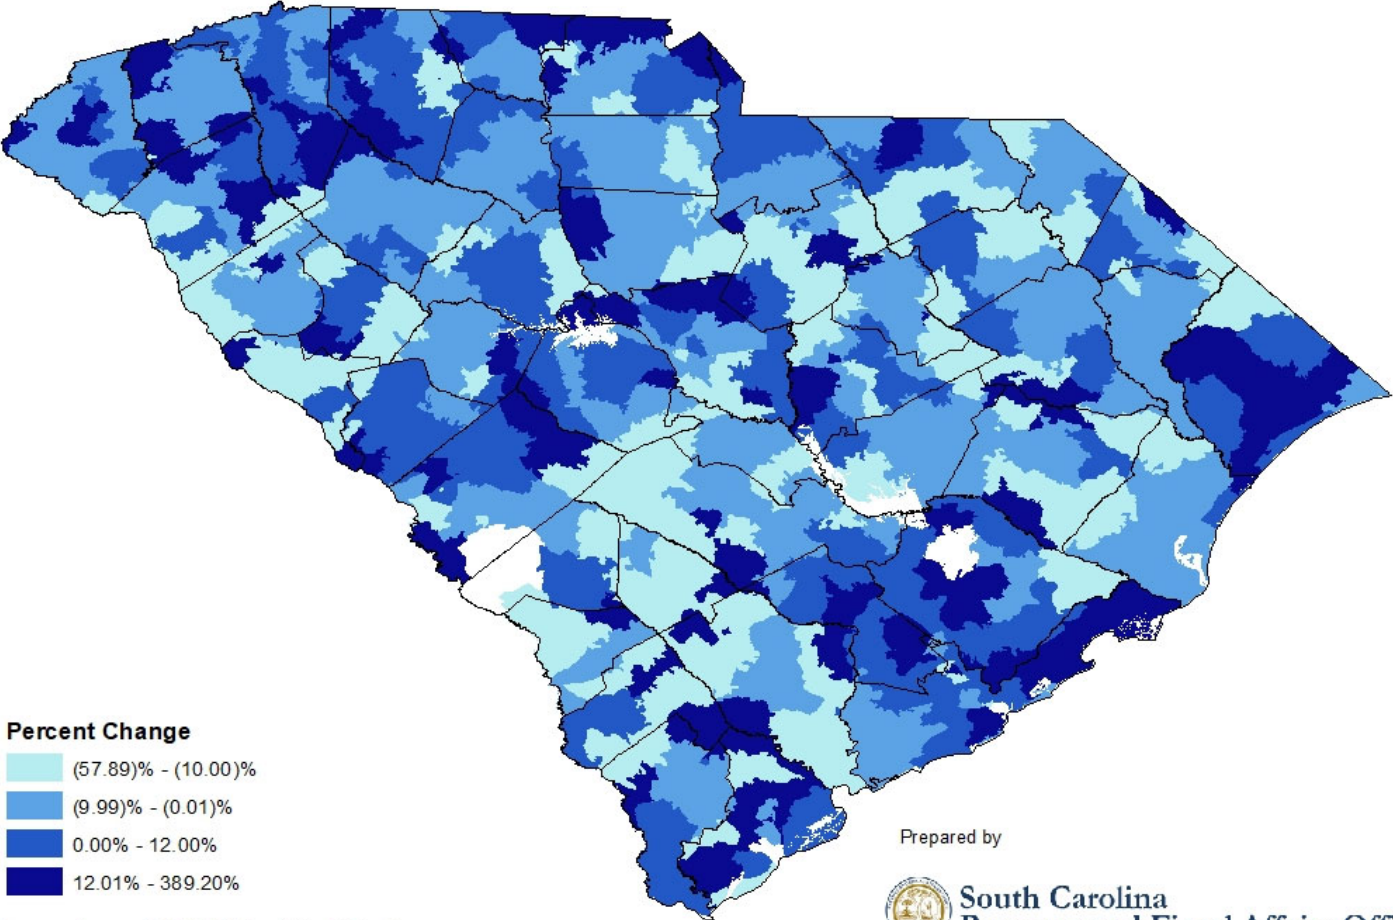 Percent Change
(57.89)% - (10.00)%
(9.99)% - (0.01)%
0.00% - 12.00%
12.01% - 389.20%
Prepared by
South Carolina